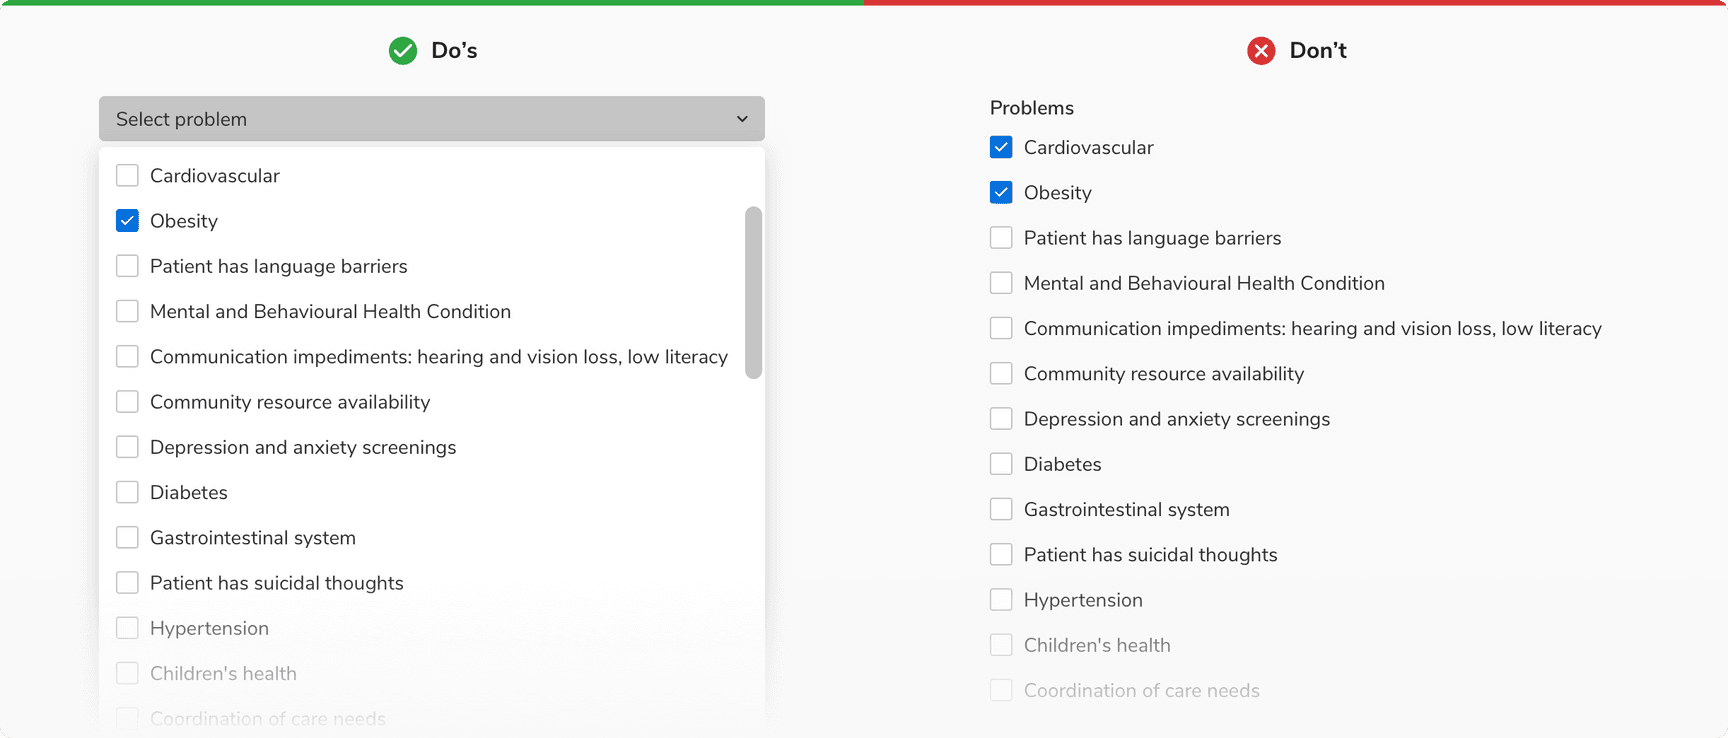 Do’s
Select problem
Cardiovascular
Obesity
Patient has language barriers
Mental and Behavioural Health Condition
Communication impediments: hearing and vision loss, low literacy
Community resource availability
Depression and anxiety screenings
Diabetes
Gastrointestinal system
Patient has suicidal thoughts
Hypertension
Children's health
Coordination of care needs
Don’t
Problems
Cardiovascular
Obesity
Patient has language barriers
Mental and Behavioural Health Condition
Communication impediments: hearing and vision loss, low literacy
Community resource availability
Depression and anxiety screenings
Diabetes
Gastrointestinal system
Patient has suicidal thoughts
Hypertension
Children's health
Coordination of care needs